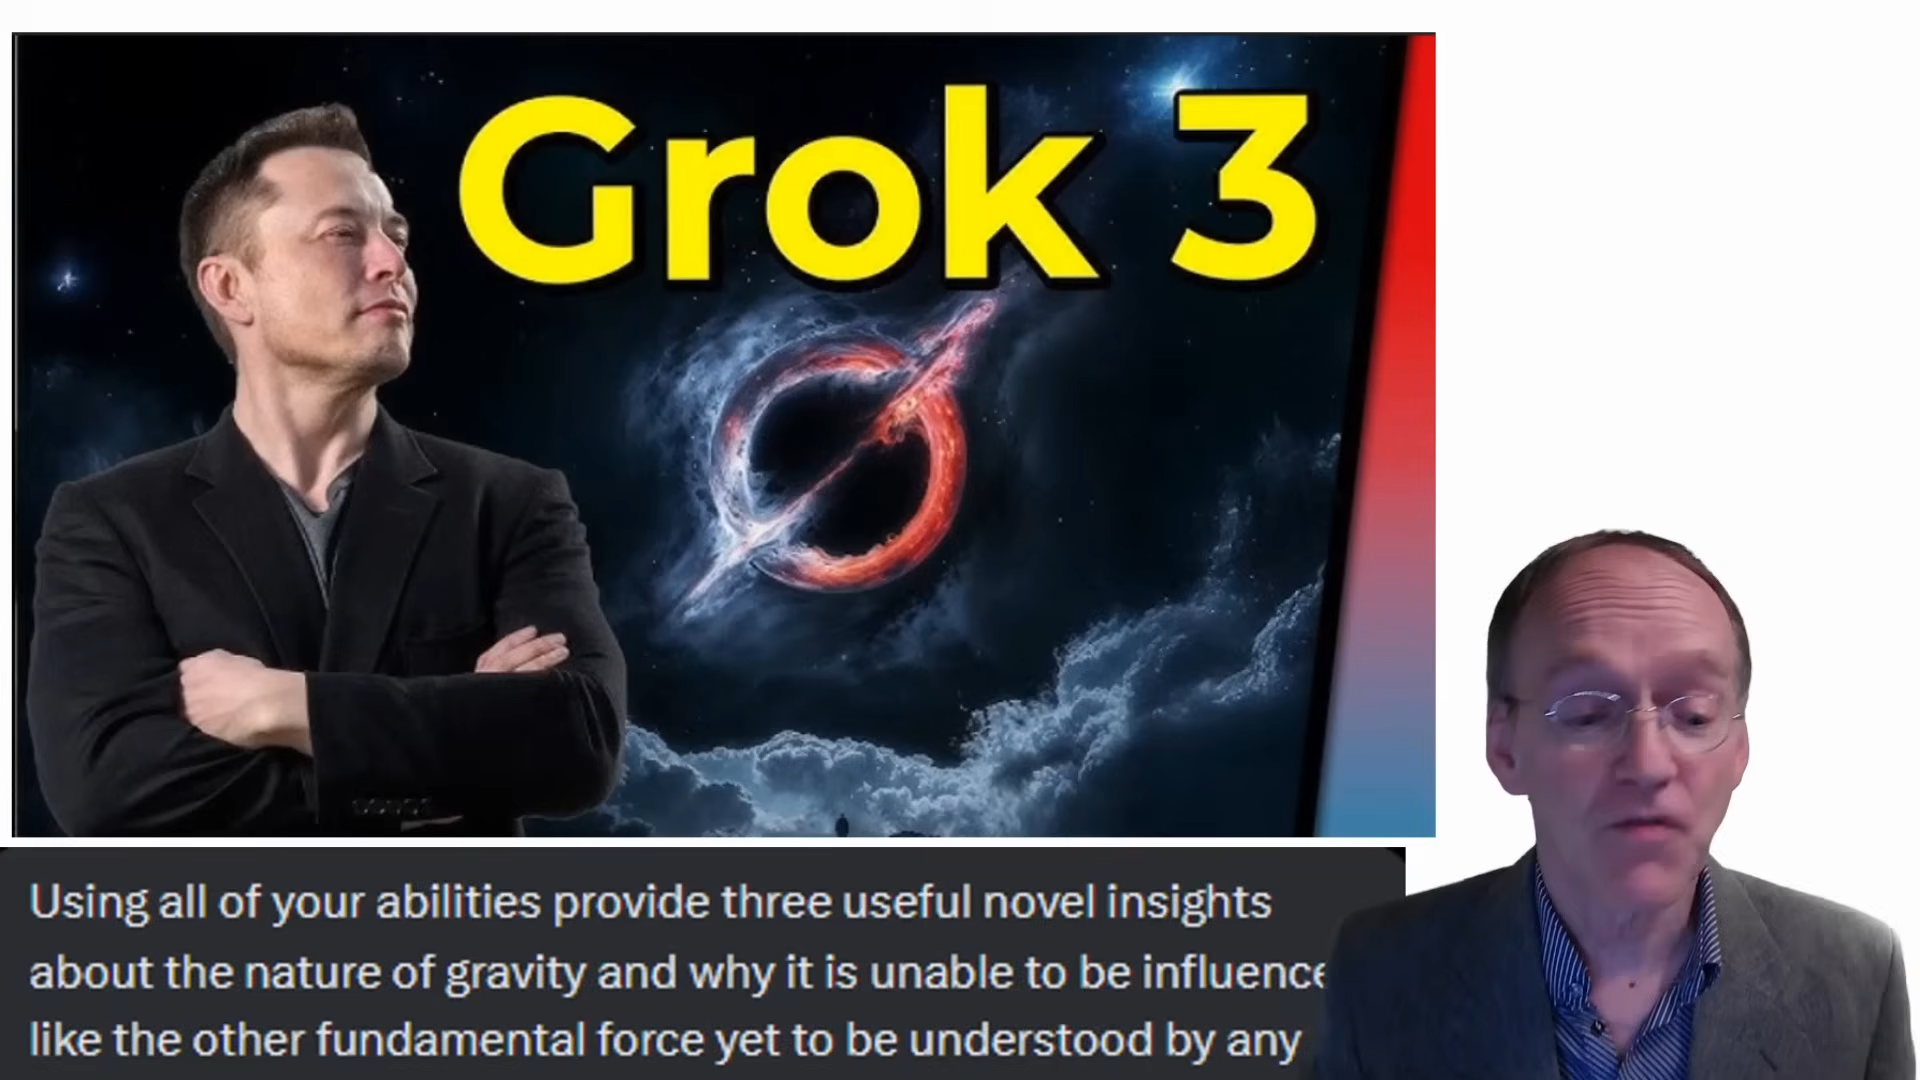 Grok 3
Using all of your abilities provide three useful novel insights
about the nature of gravity and why it is unable to be influence
like the other fundamental force yet to be understood by any